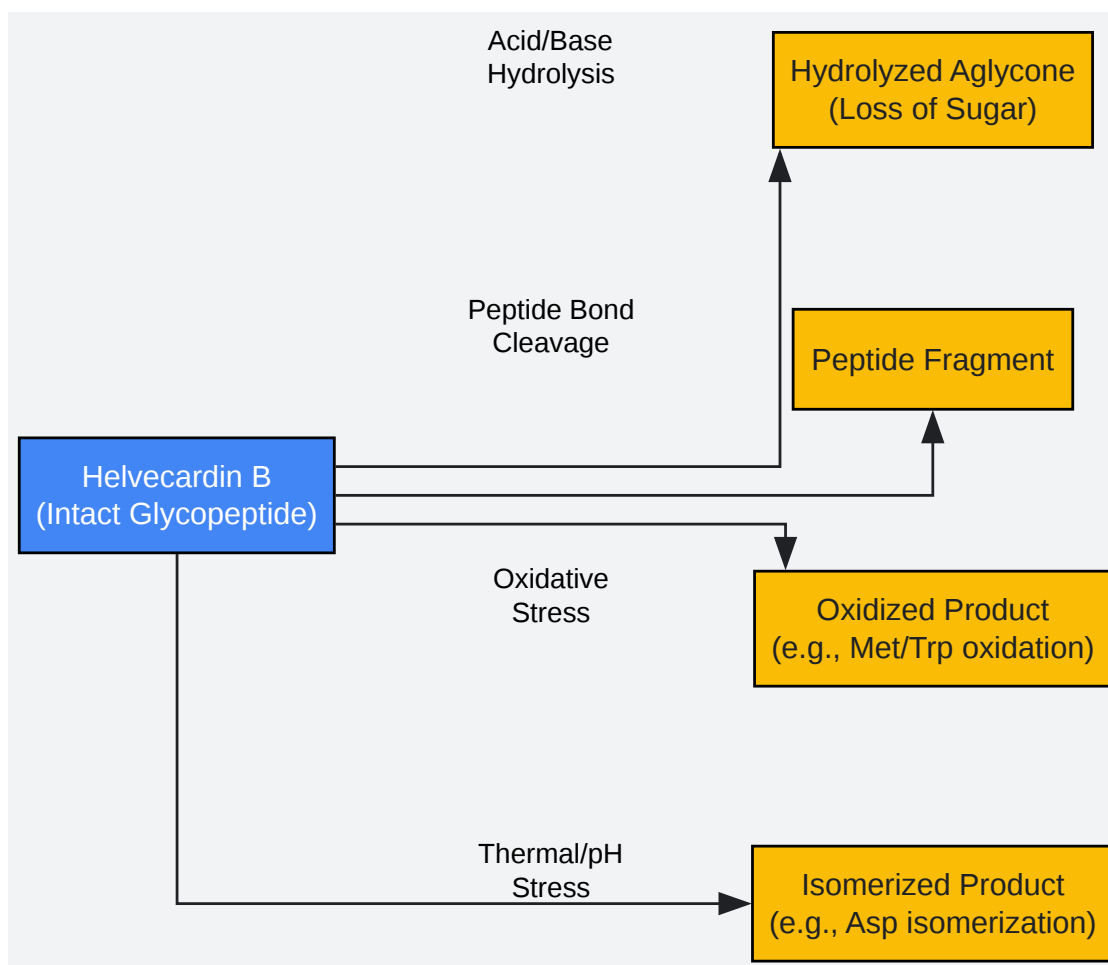 Acid/Base
Hydrolysis
Hydrolyzed Aglycone
(Loss of Sugar)
Peptide Bond
Cleavage
Peptide Fragment
Helvecardin B
(Intact Glycopeptide)
Oxidative
Stress
Oxidized Product
(e.g., Met/Trp oxidation)
Thermal/pH
Stress
Isomerized Product
(e.g., Asp isomerization)